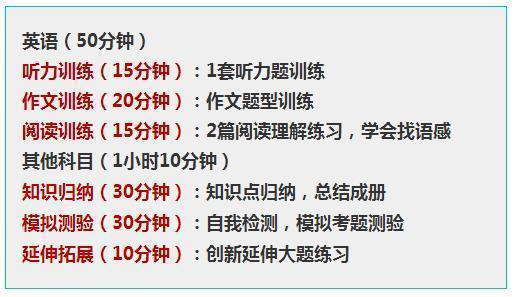 英语（50分钟）
听力训练（15分钟）：1套听力题训练
作文训练（20分钟）：作文题型训练
阅读训练（15分钟）：2篇阅读理解练习，学会找语感
其他科目（1小时10分钟）
知识归纳（30分钟）：知识点归纳，总结成册
模拟测验（30分钟）：自我检测，模拟考题测验
延伸拓展（10分钟）：创新延伸大题练习